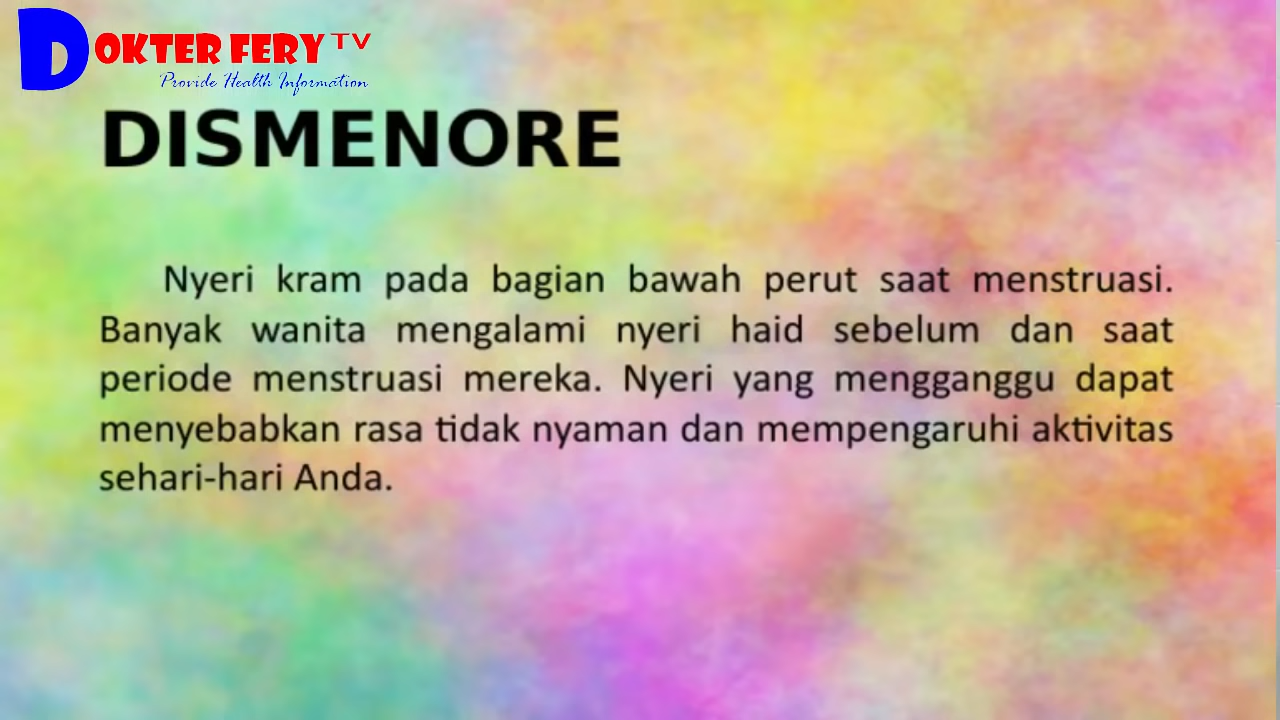 DOKTER FERY TV
Provide Health Information
DISMENORE
Nyeri kram pada bagian bawah perut saat menstruasi.
Banyak wanita mengalami nyeri haid sebelum dan saat
periode menstruasi mereka. Nyeri yang mengganggu dapat
menyebabkan rasa tidak nyaman dan mempengaruhi aktivitas
sehari-hari Anda.